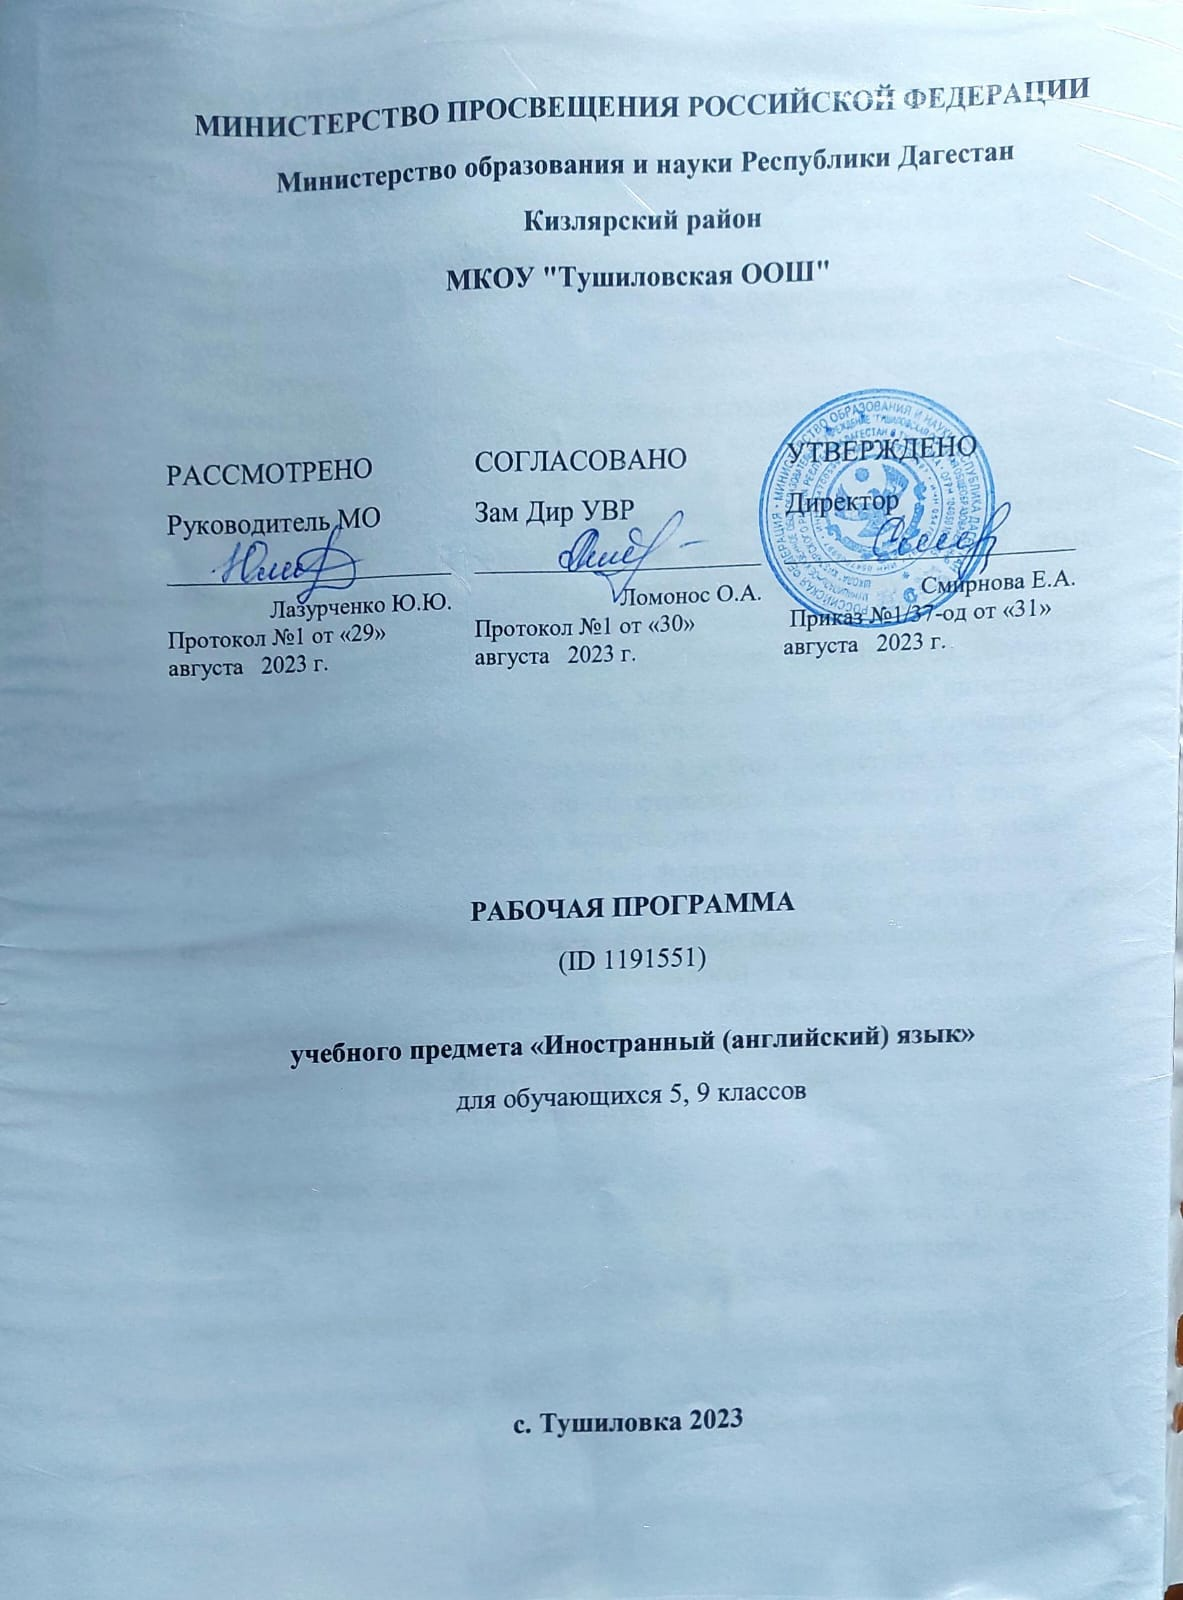 МИНИСТЕРСТВО ПРОСВЕЩЕНИЯ РОССИЙСКОЙ ФЕДЕРАЦИИ
Министерство образования и науки Республики Дагестан
Кизлярский район
МКОУ "Тушиловская ООШ"
РАССМОТРЕНО
Руководитель МО
Лазурченко Ю.Ю.
Протокол №1 от «29»
августа 2023 г.
СОГЛАСОВАНО
Зам Дир УВР
Ломонос О.А.
Протокол №1 от «30»
августа 2023 г.
УТВЕРЖДЕНО
Директор
Смирнова Е.А.
Приказ №1/37-од от «31»
августа 2023 г.
РАБОЧАЯ ПРОГРАММА
(ID 1191551)
учебного предмета «Иностранный (английский) язык»
для обучающихся 5, 9 классов
с. Тушиловка 2023